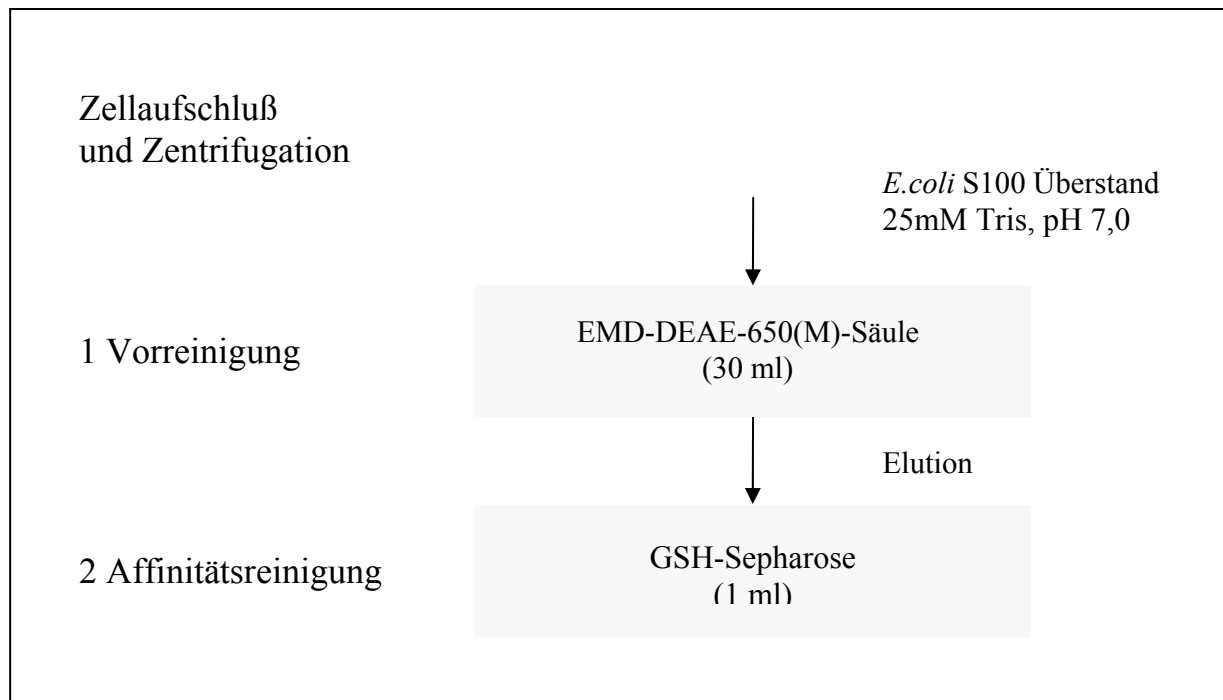 Zellaufschluß
und Zentrifugation
E.coli S100 Überstand
25mM Tris, pH 7,0
1 Vorreinigung
EMD-DEAE-650(M)-Säule
(30 ml)
Elution
2 Affinitätsreinigung
GSH-Sepharose
(1 ml)